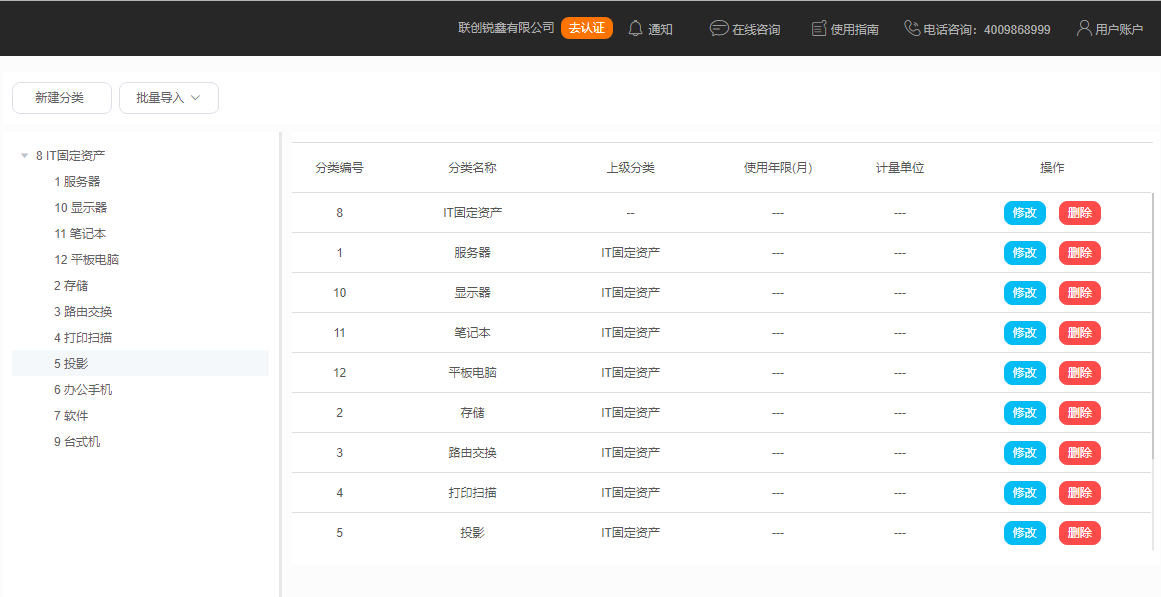 联创锐鑫有限公司 去认证 通知 在线咨询 使用指南 电话咨询：4009868999 用户账户
新建分类 批量导入
8 IT固定资产
1 服务器
10 显示器
11 笔记本
12 平板电脑
2 存储
3 路由交换
4 打印扫描
5 投影
6 办公手机
7 软件
9 台式机
分类编号 分类名称 上级分类 使用年限(月) 计量单位 操作
8 IT固定资产 -- --- --- 修改 删除
1 服务器 IT固定资产 --- --- 修改 删除
10 显示器 IT固定资产 --- --- 修改 删除
11 笔记本 IT固定资产 --- --- 修改 删除
12 平板电脑 IT固定资产 --- --- 修改 删除
2 存储 IT固定资产 --- --- 修改 删除
3 路由交换 IT固定资产 --- --- 修改 删除
4 打印扫描 IT固定资产 --- --- 修改 删除
5 投影 IT固定资产 --- --- 修改 删除